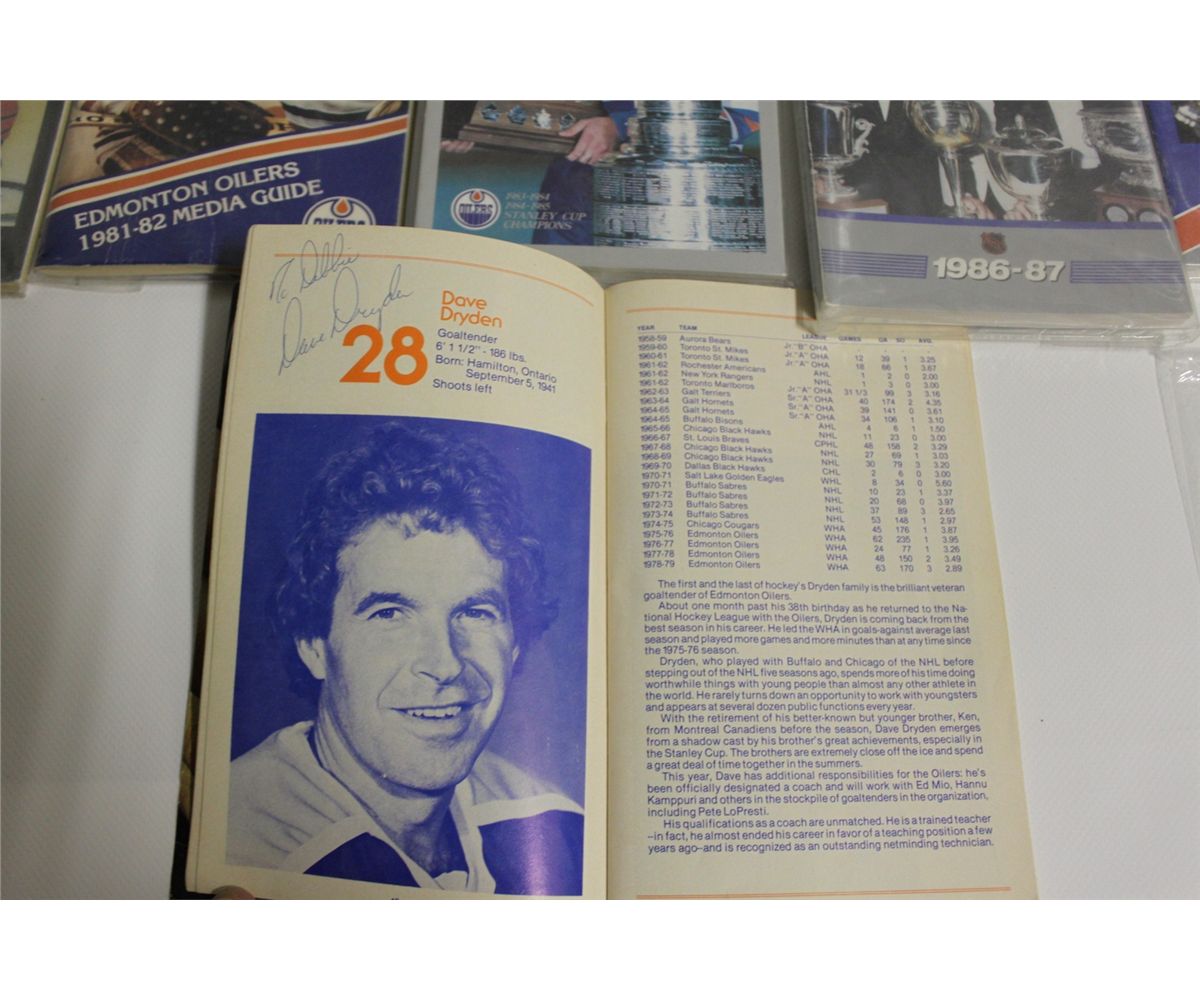 EDMONTON OILERS
1981-82 MEDIA GUIDE
OILERS
OILERS
1983-1984
1984-1985
STANLEY CUP
CHAMPIONS
1986-87
To Debbie
Dave Dryden
28
Dave
Dryden
Goaltender
6' 1 1/2" - 186 lbs.
Born: Hamilton, Ontario
September 5, 1941
Shoots left
YEAR TEAM LEAGUE GAMES GA SO AVG.
1958-59 Aurora Bears Jr."B" OHA - - - -
1959-60 Toronto St. Mikes Jr."A" OHA 12 39 1 3.25
1960-61 Toronto St. Mikes Jr."A" OHA 18 66 1 3.67
1961-62 Rochester Americans AHL 1 2 0 2.00
1961-62 New York Rangers NHL 1 3 0 3.00
1961-62 Toronto Marlboros Jr."A" OHA 31 1/3 99 3 3.16
1962-63 Galt Terriers Sr."A" OHA 40 174 2 4.35
1963-64 Galt Hornets Sr."A" OHA 39 141 0 3.61
1964-65 Galt Hornets Sr."A" OHA 34 106 1 3.10
1964-65 Buffalo Bisons AHL 4 6 1 1.50
1965-66 Chicago Black Hawks NHL 11 23 0 3.00
1966-67 St. Louis Braves CPHL 48 158 2 3.29
1967-68 Chicago Black Hawks NHL 27 69 1 3.03
1968-69 Chicago Black Hawks NHL 30 79 3 3.20
1969-70 Dallas Black Hawks CHL 2 6 0 3.00
1970-71 Salt Lake Golden Eagles WHL 8 34 0 5.60
1970-71 Buffalo Sabres NHL 10 23 1 3.37
1971-72 Buffalo Sabres NHL 20 68 0 3.97
1972-73 Buffalo Sabres NHL 37 89 3 2.65
1973-74 Buffalo Sabres NHL 53 148 1 2.97
1974-75 Chicago Cougars WHA 45 176 1 3.87
1975-76 Edmonton Oilers WHA 62 235 1 3.95
1976-77 Edmonton Oilers WHA 24 77 1 3.26
1977-78 Edmonton Oilers WHA 48 150 2 3.49
1978-79 Edmonton Oilers WHA 63 170 3 2.89
The first and the last of hockey's Dryden family is the brilliant veteran
goaltender of Edmonton Oilers.
About one month past his 38th birthday as he returned to the Na-
tional Hockey League with the Oilers, Dryden is coming back from the
best season in his career. He led the WHA in goals-against average last
season and played more games and more minutes than at any time since
the 1975-76 season.
Dryden, who played with Buffalo and Chicago of the NHL before
stepping out of the NHL five seasons ago, spends more of his time doing
worthwhile things with young people than almost any other athlete in
the world. He rarely turns down an opportunity to work with youngsters
and appears at several dozen public functions every year.
With the retirement of his better-known but younger brother, Ken,
from Montreal Canadiens before the season, Dave Dryden emerges
from a shadow cast by his brother's great achievements, especially in
the Stanley Cup. The brothers are extremely close off the ice and spend
a great deal of time together in the summers.
This year, Dave has additional responsibilities for the Oilers: he's
been officially designated a coach and will work with Ed Mio, Hannu
Kamppuri and others in the stockpile of goaltenders in the organization,
including Pete LoPresti.
His qualifications as a coach are unmatched. He is a trained teacher
--in fact, he almost ended his career in favor of a teaching position a few
years ago--and is recognized as an outstanding netminding technician.